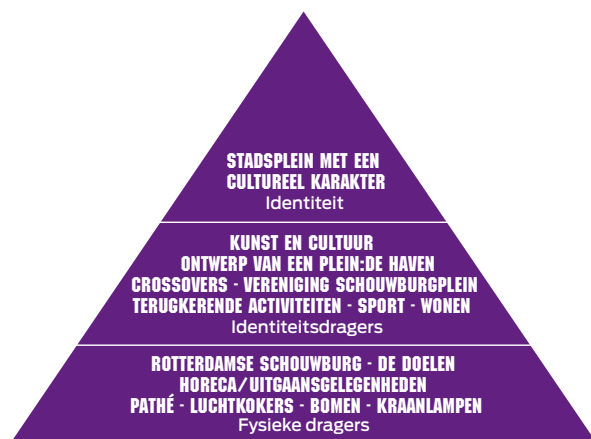 STADSPLEIN MET EEN
CULTUREEL KARAKTER
Identiteit
KUNST EN CULTUUR
ONTWERP VAN EEN PLEIN:DE HAVEN
CROSSOVERS - VERENIGING SCHOUWBURGPLEIN
TERUGKERENDE ACTIVITEITEN - SPORT - WONEN
Identiteitsdragers
ROTTERDAMSE SCHOUWBURG - DE DOELEN
HORECA/UITGAANSGELEGENHEDEN
PATHÉ - LUCHTKOKERS - BOMEN - KRAANLAMPEN
Fysieke dragers